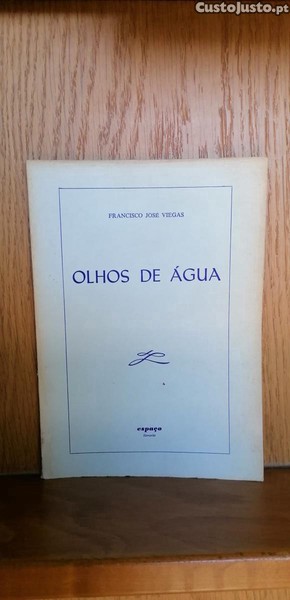 CustoJusto.pt
FRANCISCO JOSÉ VIEGAS
OLHOS DE ÁGUA
espaço